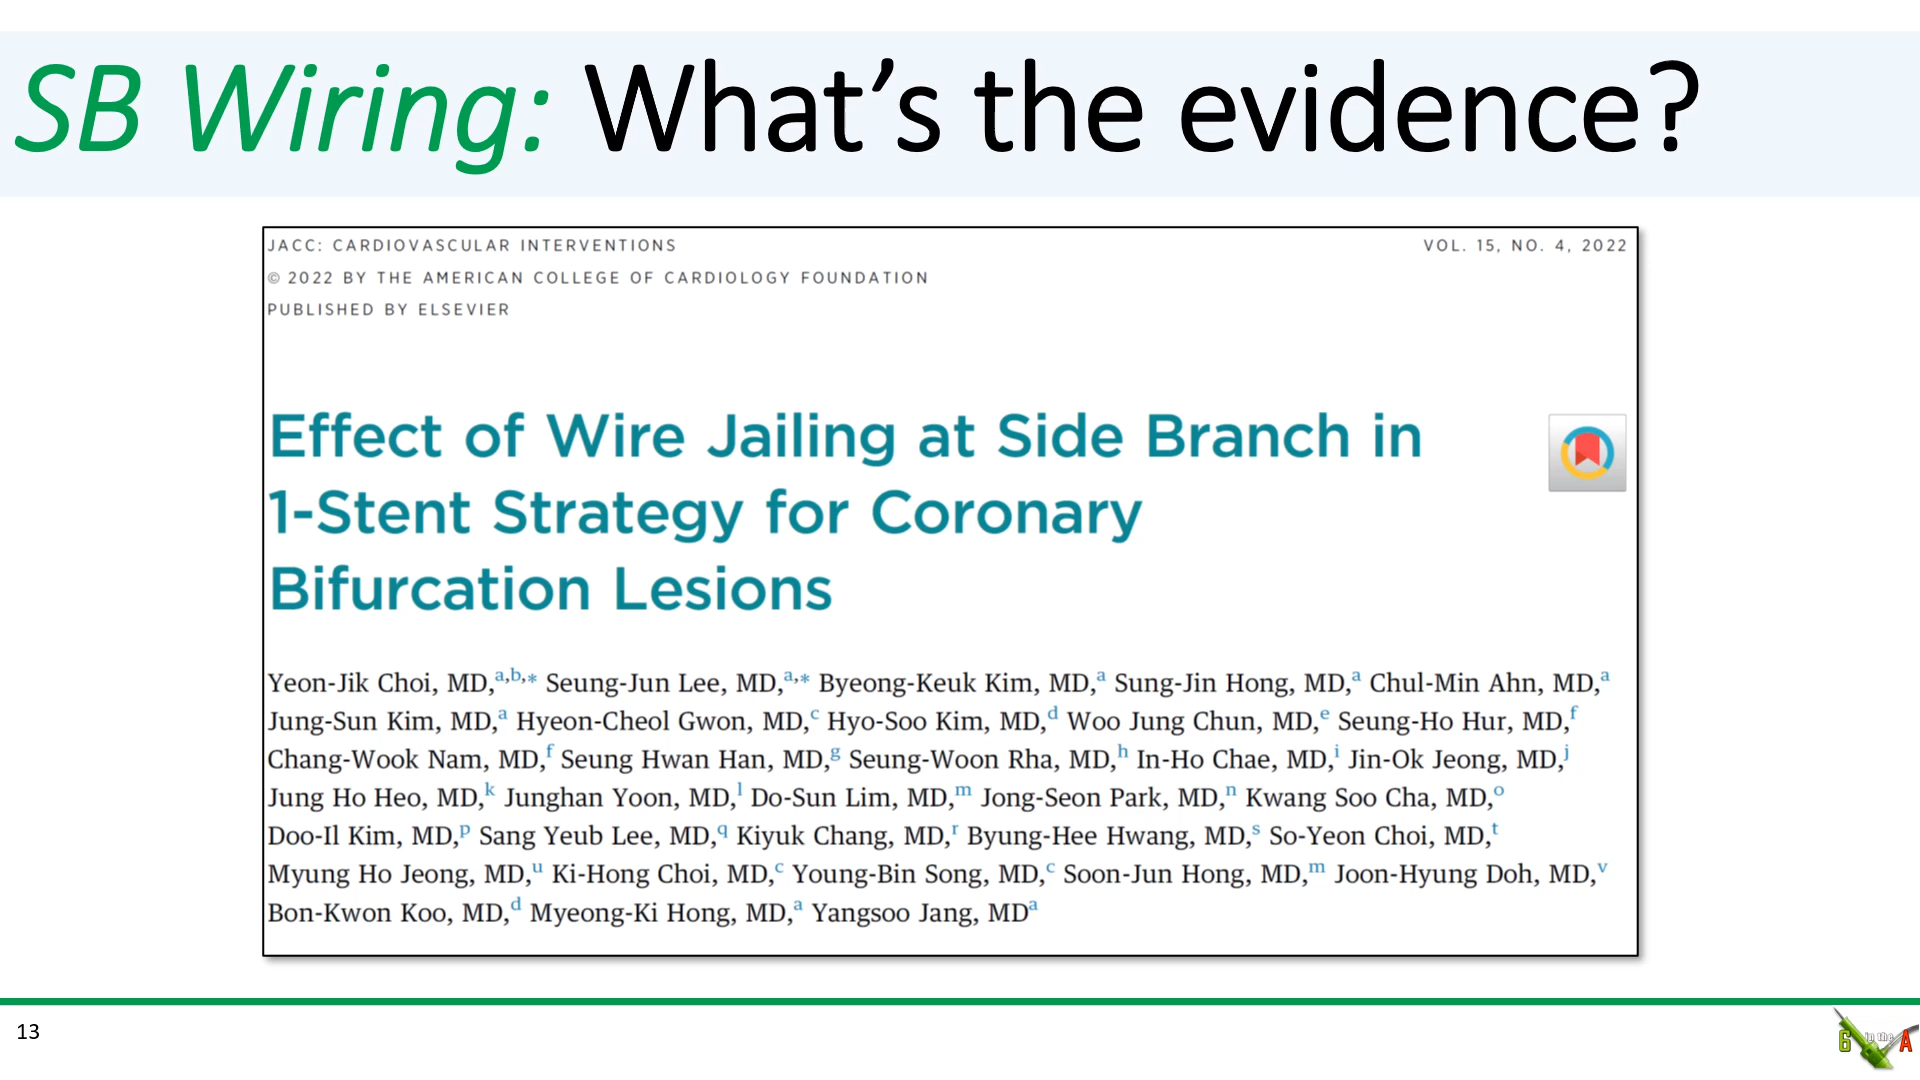 SB Wiring: What’s the evidence?
JACC: CARDIOVASCULAR INTERVENTIONS VOL. 15, NO. 4, 2022
© 2022 BY THE AMERICAN COLLEGE OF CARDIOLOGY FOUNDATION
PUBLISHED BY ELSEVIER
Effect of Wire Jailing at Side Branch in
1-Stent Strategy for Coronary
Bifurcation Lesions
Yeon-Jik Choi, MD,a,b,* Seung-Jun Lee, MD,a,* Byeong-Keuk Kim, MD,a Sung-Jin Hong, MD,a Chul-Min Ahn, MD,a
Jung-Sun Kim, MD,a Hyeon-Cheol Gwon, MD,c Hyo-Soo Kim, MD,d Woo Jung Chun, MD,e Seung-Ho Hur, MD,f
Chang-Wook Nam, MD,f Seung Hwan Han, MD,g Seung-Woon Rha, MD,h In-Ho Chae, MD,i Jin-Ok Jeong, MD,j
Jung Ho Heo, MD,k Junghan Yoon, MD,l Do-Sun Lim, MD,m Jong-Seon Park, MD,n Kwang Soo Cha, MD,o
Doo-Il Kim, MD,p Sang Yeub Lee, MD,q Kiyuk Chang, MD,r Byung-Hee Hwang, MD,s So-Yeon Choi, MD,t
Myung Ho Jeong, MD,u Ki-Hong Choi, MD,c Young-Bin Song, MD,c Soon-Jun Hong, MD,m Joon-Hyung Doh, MD,v
Bon-Kwon Koo, MD,d Myeong-Ki Hong, MD,a Yangsoo Jang, MDa
13
6 in the A